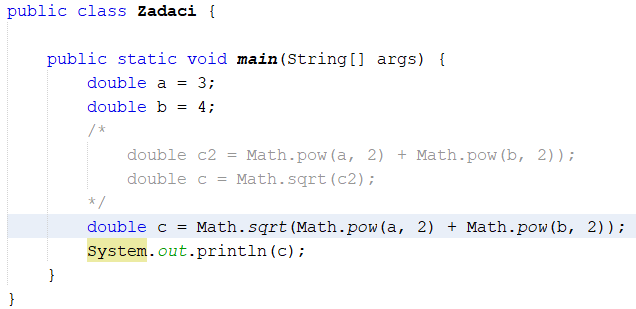 public class Zadaci {
public static void main(String[] args) {
double a = 3;
double b = 4;
/*
double c2 = Math.pow(a, 2) + Math.pow(b, 2));
double c = Math.sqrt(c2);
*/
double c = Math.sqrt(Math.pow(a, 2) + Math.pow(b, 2));
System.out.println(c);
}
}